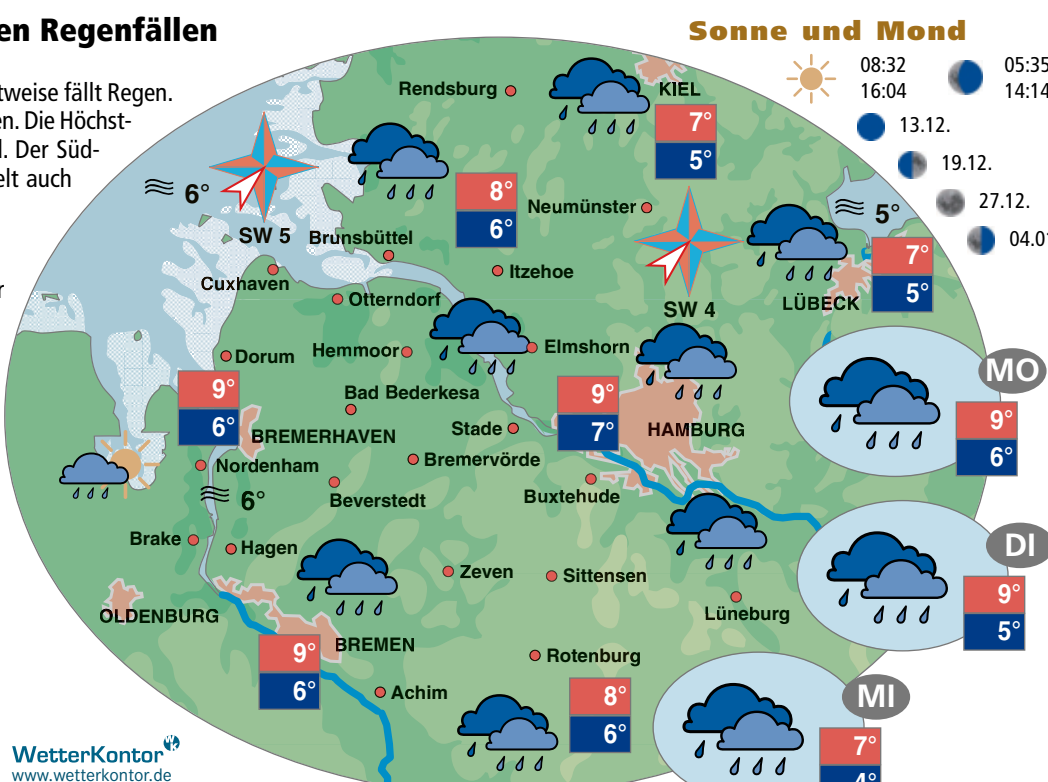 en Regenfällen
tweise fällt Regen.
en. Die Höchst-
d. Der Süd-
elt auch
r
Sonne und Mond
08:32
16:04
05:35
14:14
13.12.
19.12.
27.12.
04.01
Rendsburg
KIEL
7°
5°
6°
SW 5
8°
6°
Neumünster
5°
Brunsbüttel
Cuxhaven
Itzehoe
Otterndorf
SW 4
LÜBECK
7°
5°
Dorum
Hemmoor
Elmshorn
MO
9°
6°
9°
6°
Bad Bederkesa
9°
7°
BREMERHAVEN
Stade
HAMBURG
Nordenham
Bremervörde
6°
Beverstedt
Buxtehude
Brake
Hagen
Zeven
Sittensen
Lüneburg
DI
9°
5°
OLDENBURG
BREMEN
9°
6°
Rotenburg
Achim
8°
6°
MI
7°
4°
WetterKontor
www.wetterkontor.de